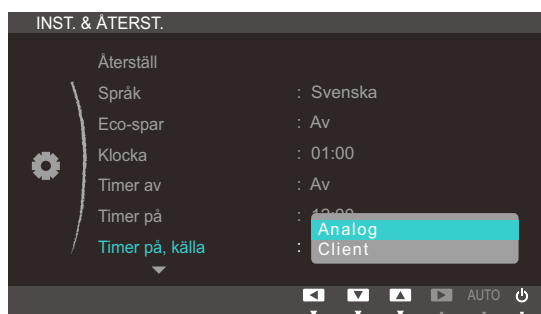 INST. & ÅTERST.
Återställ
Språk : Svenska
Eco-spar : Av
Klocka : 01:00
Timer av : Av
Timer på :
Timer på, källa : Analog
Client
AUTO